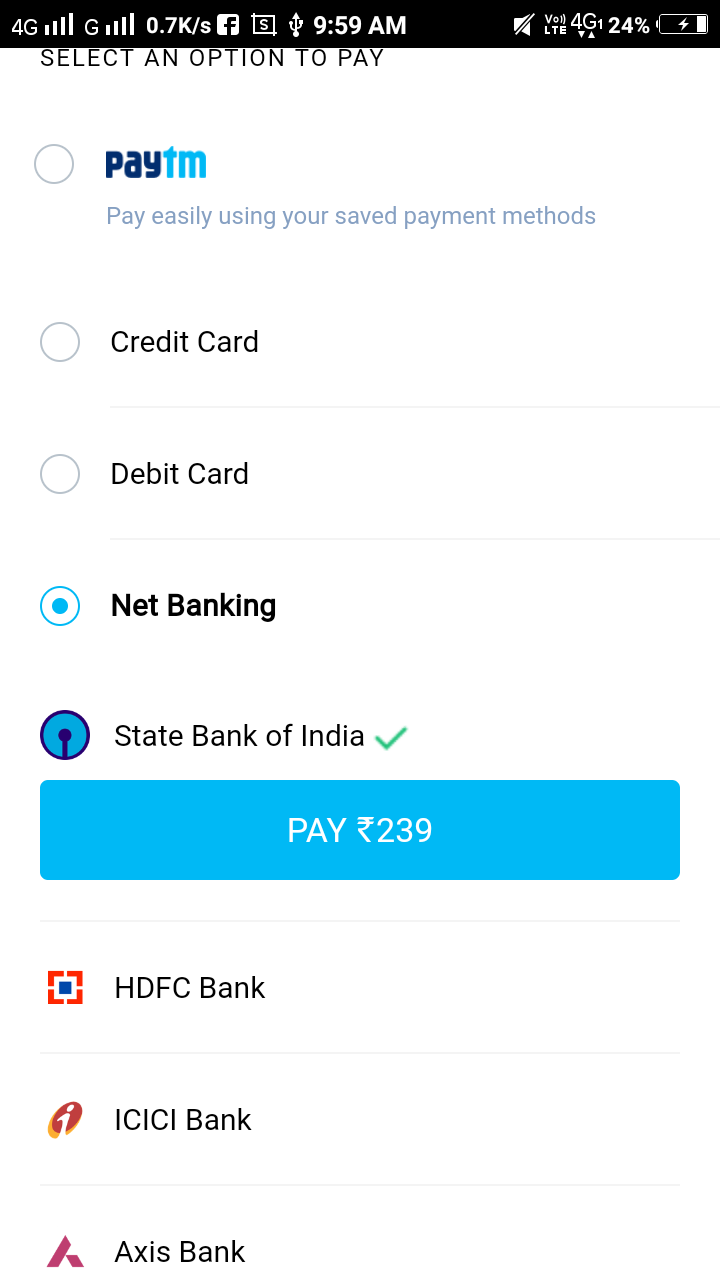 4G G 0.7K/s 9:59 AM Vo)) LTE 4G1 24%
SELECT AN OPTION TO PAY
paytm
Pay easily using your saved payment methods
Credit Card
Debit Card
Net Banking
State Bank of India
PAY ₹239
HDFC Bank
ICICI Bank
Axis Bank